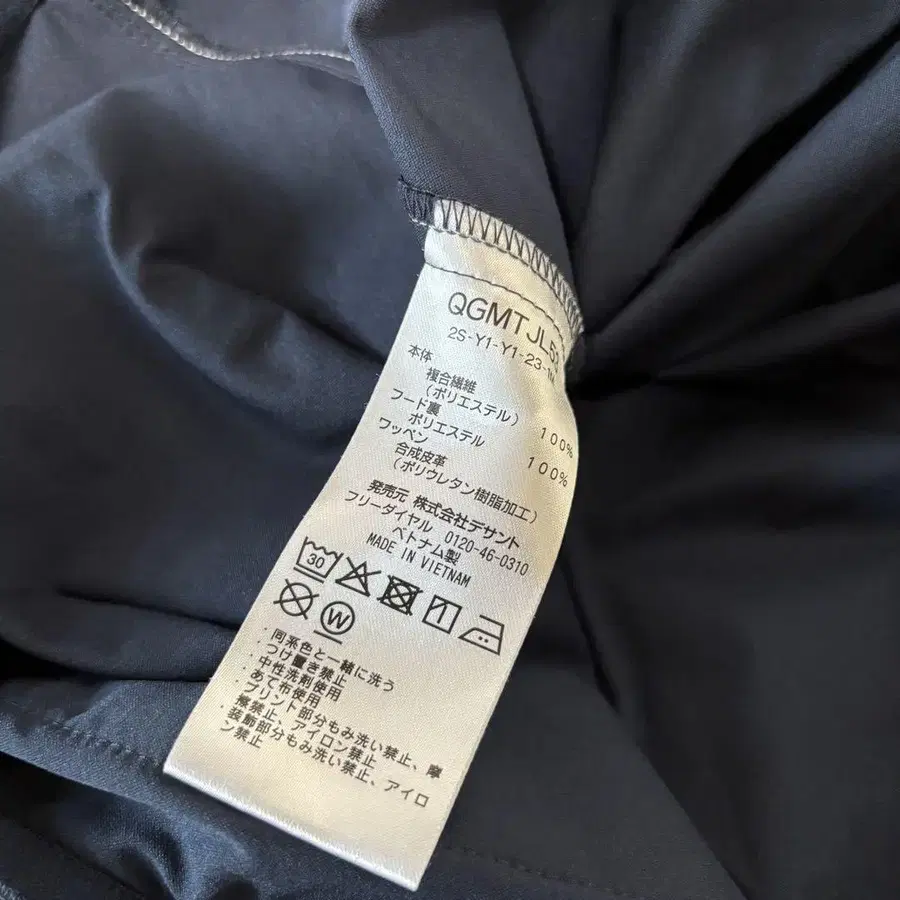 QGMTJL50
2S-Y1-Y1-23-
本体
複合繊維
(ポリエステル) 100%
フード裏
ポリエステル 100%
ワッペン
合成皮革
(ポリウレタン樹脂加工)
発売元 株式会社デサント
フリーダイヤル 0120-46-0310
ベトナム製
MADE IN VIETNAM
30
W
・同系色と一緒に洗う
・つけ置き禁止
・中性洗剤使用
・あて布使用
・プリント部分もみ洗い禁止、摩
擦禁止、アイロン禁止
・装飾部分もみ洗い禁止、アイロ
ン禁止